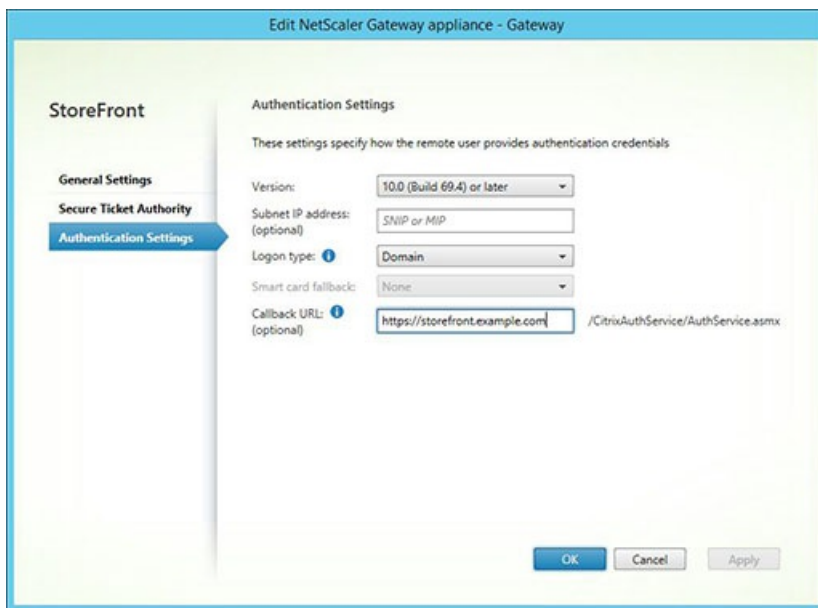 Edit NetScaler Gateway appliance - Gateway
StoreFront
General Settings
Secure Ticket Authority
Authentication Settings
Authentication Settings
These settings specify how the remote user provides authentication credentials
Version: 10.0 (Build 69.4) or later
Subnet IP address: SNIP or MIP
(optional)
Logon type: Domain
Smart card fallback: None
Callback URL: https://storefront.example.com /CitrixAuthService/AuthService.asmx
(optional)
OK Cancel Apply